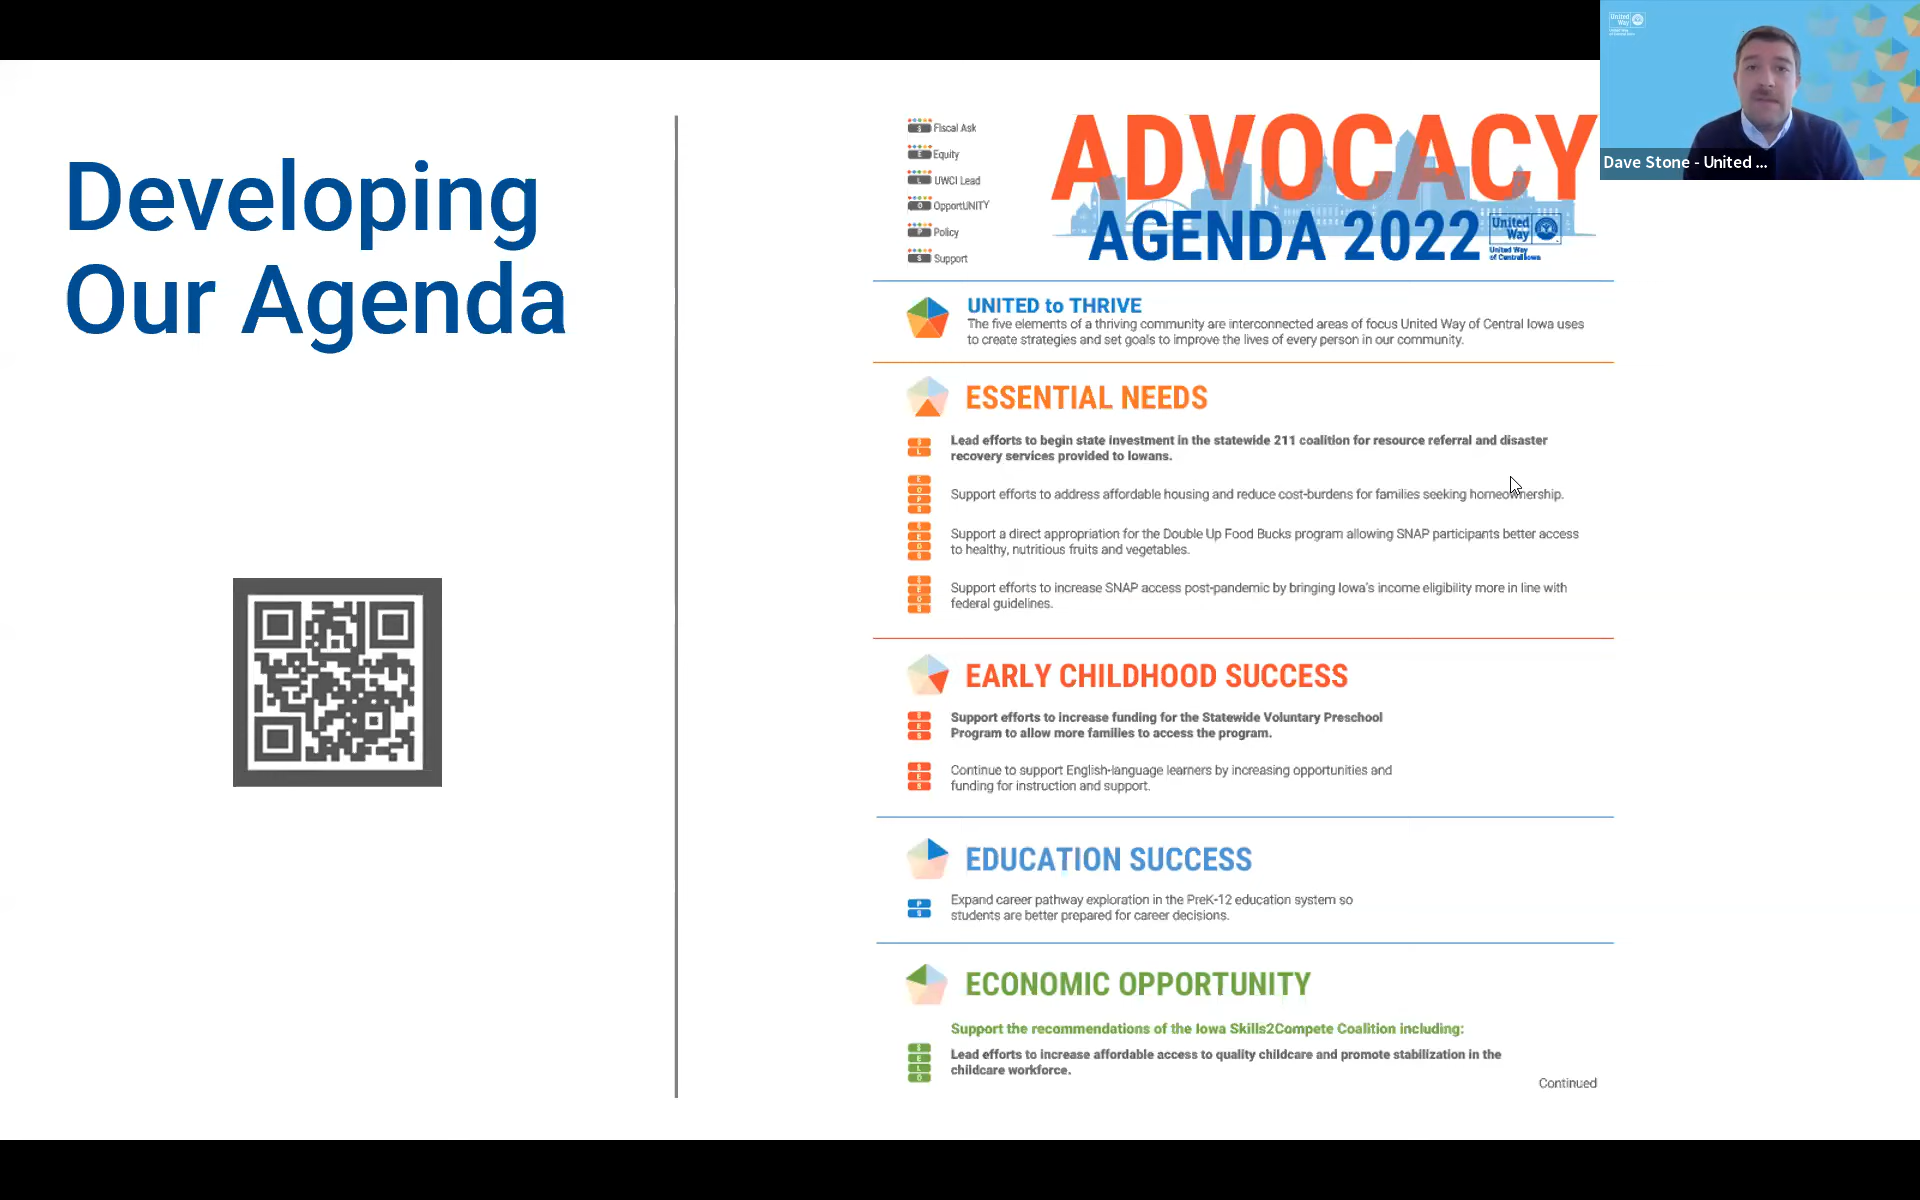 Developing
Our Agenda
$ Fiscal Ask
E Equity
L UWCI Lead
O OpportUNITY
P Policy
S Support
ADVOCACY
AGENDA 2022
United
Way
United Way
of Central Iowa
UNITED to THRIVE
The five elements of a thriving community are interconnected areas of focus United Way of Central Iowa uses
to create strategies and set goals to improve the lives of every person in our community.
ESSENTIAL NEEDS
Lead efforts to begin state investment in the statewide 211 coalition for resource referral and disaster
recovery services provided to Iowans.
Support efforts to address affordable housing and reduce cost-burdens for families seeking homeownership.
Support a direct appropriation for the Double Up Food Bucks program allowing SNAP participants better access
to healthy, nutritious fruits and vegetables.
Support efforts to increase SNAP access post-pandemic by bringing Iowa's income eligibility more in line with
federal guidelines.
EARLY CHILDHOOD SUCCESS
Support efforts to increase funding for the Statewide Voluntary Preschool
Program to allow more families to access the program.
Continue to support English-language learners by increasing opportunities and
funding for instruction and support.
EDUCATION SUCCESS
P
S
Expand career pathway exploration in the PreK-12 education system so
students are better prepared for career decisions.
ECONOMIC OPPORTUNITY
Support the recommendations of the Iowa Skills2Compete Coalition including:
Lead efforts to increase affordable access to quality childcare and promote stabilization in the
childcare workforce.
Continued
United
Way
Dave Stone - United ...